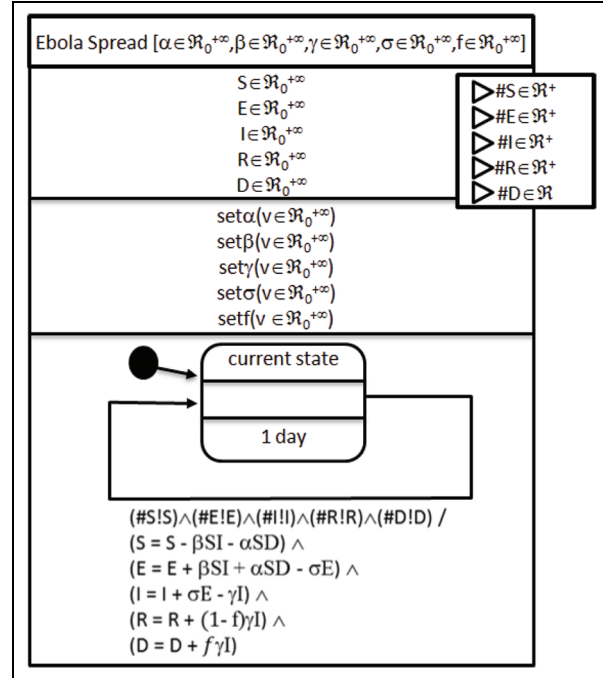 Ebola Spread [α∈ℜ₀⁺∞,β∈ℜ₀⁺∞,γ∈ℜ₀⁺∞,σ∈ℜ₀⁺∞,f∈ℜ₀⁺∞]
S∈ℜ₀⁺∞
E∈ℜ₀⁺∞
I∈ℜ₀⁺∞
R∈ℜ₀⁺∞
D∈ℜ₀⁺∞
#S∈ℜ⁺
#E∈ℜ⁺
#I∈ℜ⁺
#R∈ℜ⁺
#D∈ℜ
setα(v∈ℜ₀⁺∞)
setβ(v∈ℜ₀⁺∞)
setγ(v∈ℜ₀⁺∞)
setσ(v∈ℜ₀⁺∞)
setf(v ∈ℜ₀⁺∞)
current state
1 day
(#S!S)∧(#E!E)∧(#I!I)∧(#R!R)∧(#D!D) /
(S = S - βSI - αSD) ∧
(E = E + βSI + αSD - σE) ∧
(I = I + σE - γI) ∧
(R = R + (1- f)γI) ∧
(D = D + fγI)